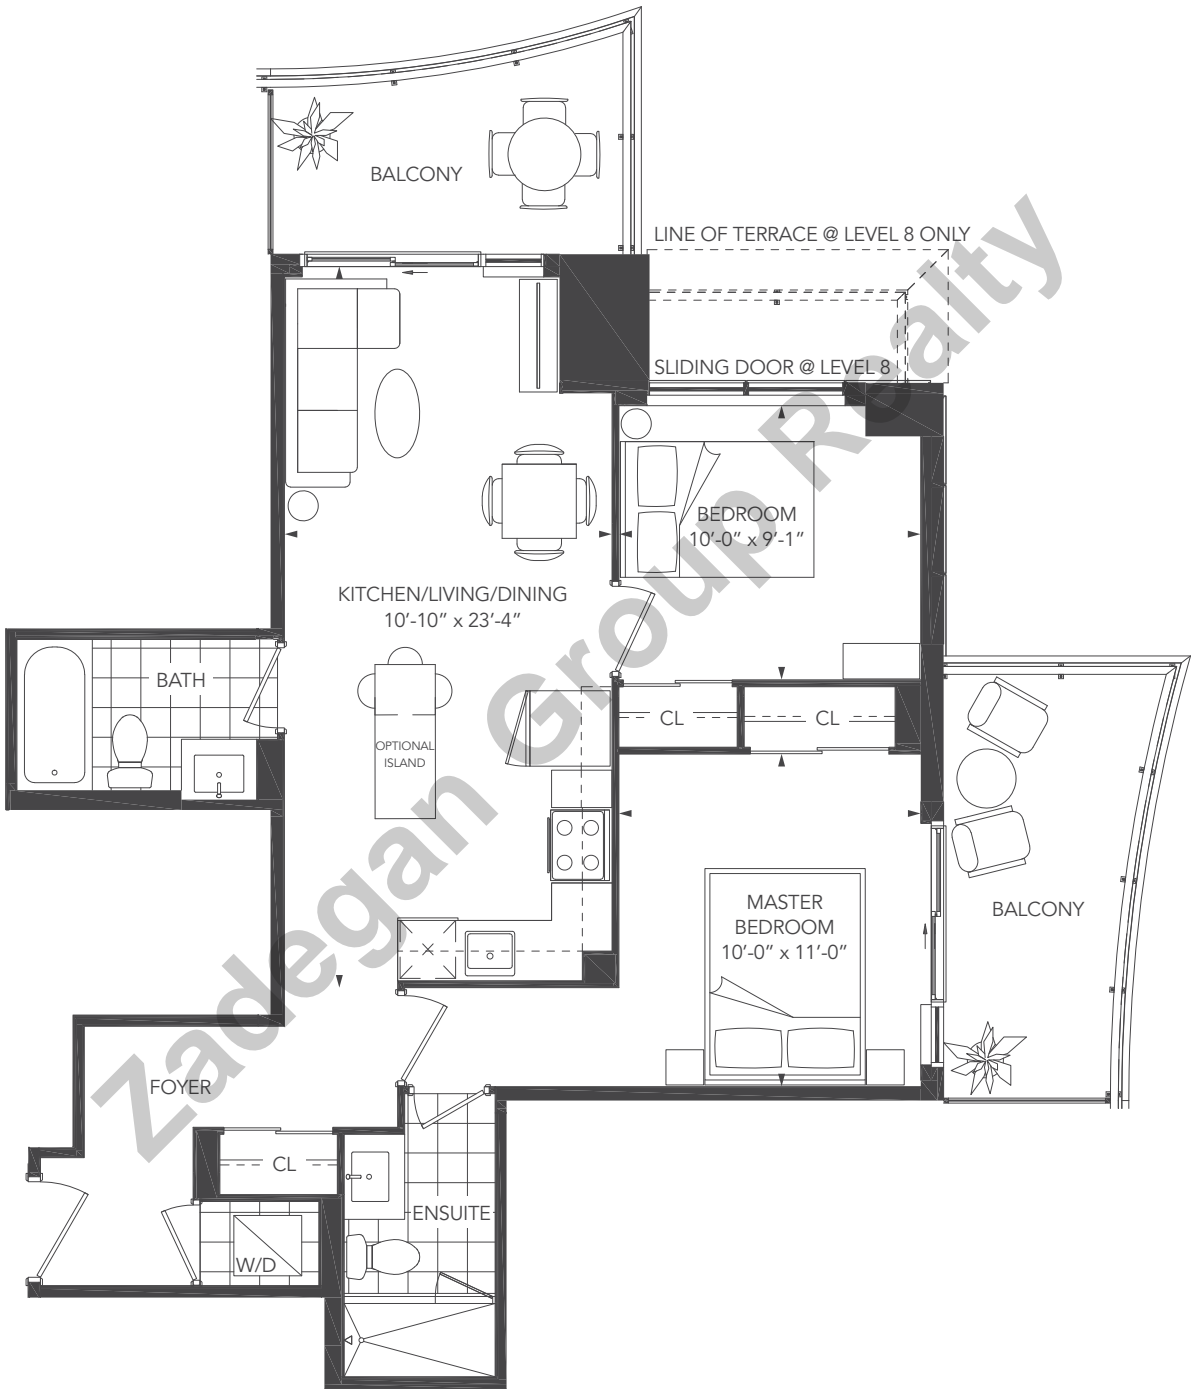 BALCONY
LINE OF TERRACE @ LEVEL 8 ONLY
SLIDING DOOR @ LEVEL 8
BEDROOM
10'-0” x 9'-1”
KITCHEN/LIVING/DINING
10'-10” x 23'-4”
BATH
CL
CL
OPTIONAL
ISLAND
MASTER
BEDROOM
10'-0” x 11'-0”
BALCONY
FOYER
CL
ENSUITE
W/D
Zadegan Group Realty